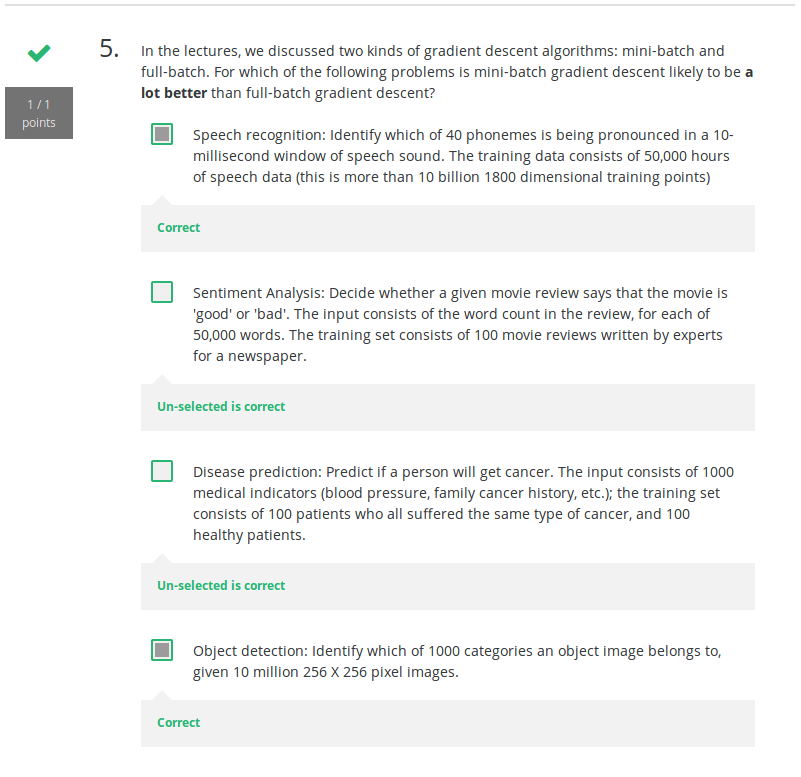 5.
In the lectures, we discussed two kinds of gradient descent algorithms: mini-batch and
full-batch. For which of the following problems is mini-batch gradient descent likely to be a
lot better than full-batch gradient descent?
1 / 1
points
Speech recognition: Identify which of 40 phonemes is being pronounced in a 10-
millisecond window of speech sound. The training data consists of 50,000 hours
of speech data (this is more than 10 billion 1800 dimensional training points)
Correct
Sentiment Analysis: Decide whether a given movie review says that the movie is
'good' or 'bad'. The input consists of the word count in the review, for each of
50,000 words. The training set consists of 100 movie reviews written by experts
for a newspaper.
Un-selected is correct
Disease prediction: Predict if a person will get cancer. The input consists of 1000
medical indicators (blood pressure, family cancer history, etc.); the training set
consists of 100 patients who all suffered the same type of cancer, and 100
healthy patients.
Un-selected is correct
Object detection: Identify which of 1000 categories an object image belongs to,
given 10 million 256 X 256 pixel images.
Correct